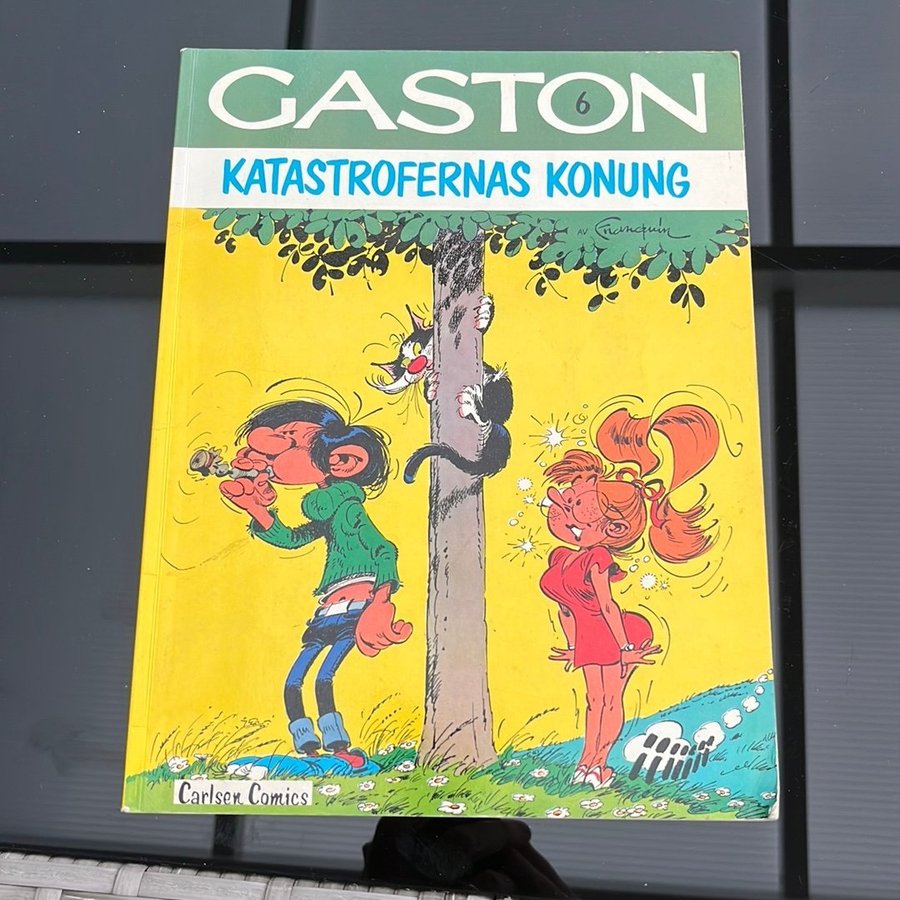 GASTON
6
KATASTROFERNAS KONUNG
AV Franquin
Carlsen Comics